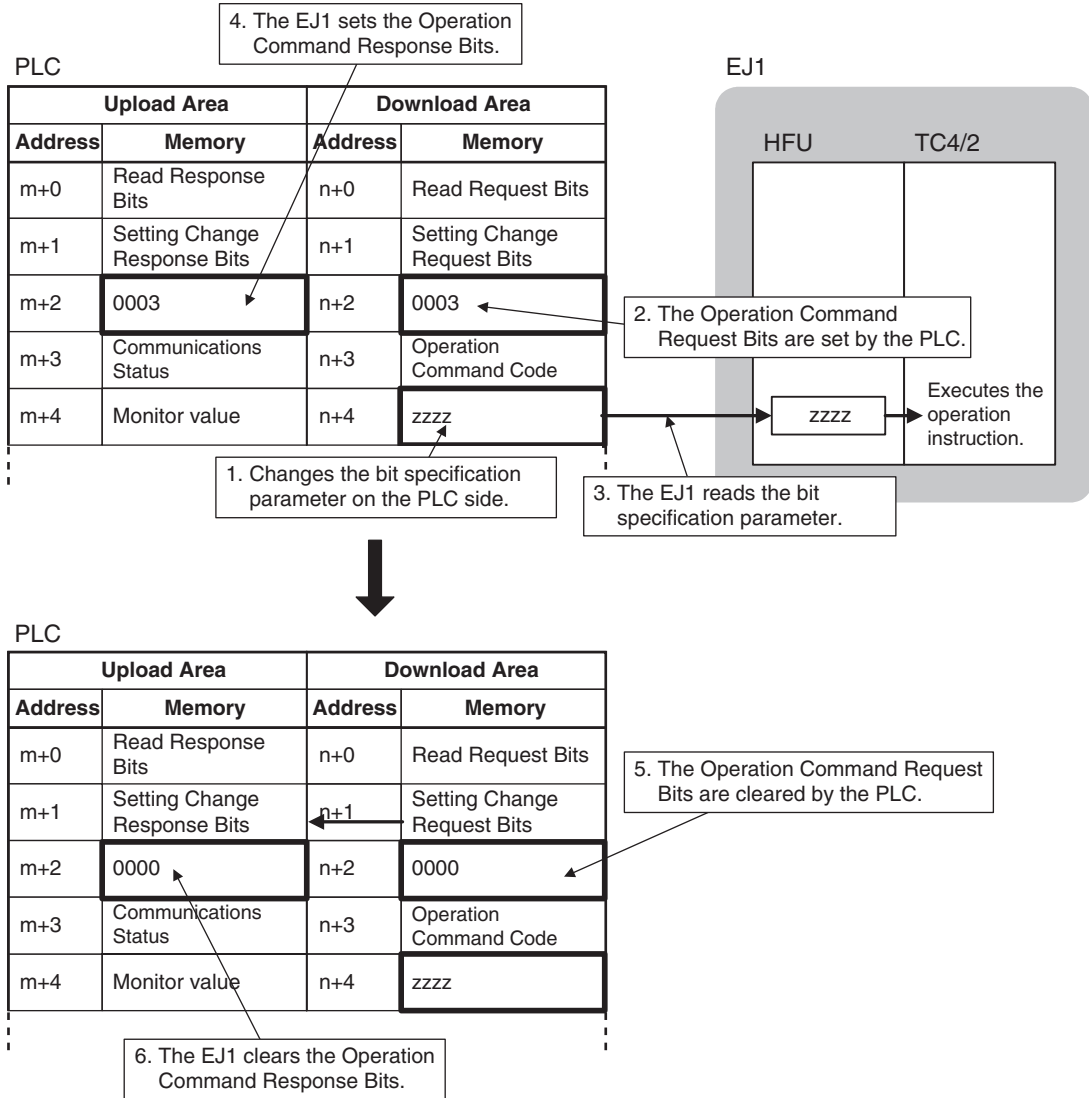 4. The EJ1 sets the Operation
Command Response Bits.
PLC
EJ1
Upload Area Download Area
Address Memory Address Memory
m+0 Read Response Bits n+0 Read Request Bits
m+1 Setting Change Response Bits n+1 Setting Change Request Bits
m+2 0003 n+2 0003
m+3 Communications Status n+3 Operation Command Code
m+4 Monitor value n+4 zzzz
HFU TC4/2
2. The Operation Command
Request Bits are set by the PLC.
zzzz
Executes the
operation
instruction.
1. Changes the bit specification
parameter on the PLC side.
3. The EJ1 reads the bit
specification parameter.
PLC
Upload Area Download Area
Address Memory Address Memory
m+0 Read Response Bits n+0 Read Request Bits
m+1 Setting Change Response Bits n+1 Setting Change Request Bits
m+2 0000 n+2 0000
m+3 Communications Status n+3 Operation Command Code
m+4 Monitor value n+4 zzzz
5. The Operation Command Request
Bits are cleared by the PLC.
6. The EJ1 clears the Operation
Command Response Bits.